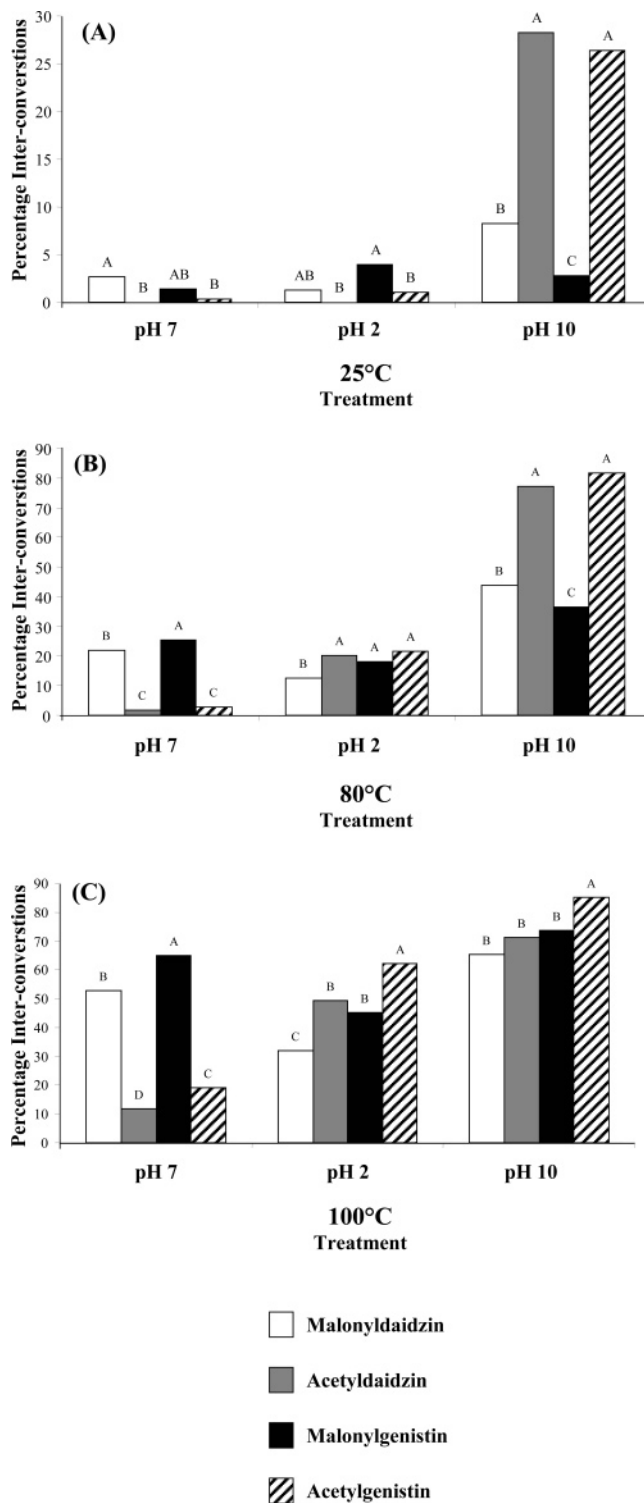 (A)
Percentage Inter-converstions
30
25
20
15
10
5
0
A
B
AB
B
AB
B
A
B
B
A
C
A
pH 7
pH 2
pH 10
25°C
Treatment
(B)
Percentage Inter-converstions
90
80
70
60
50
40
30
20
10
0
B
C
A
C
B
A
A
A
B
A
C
A
pH 7
pH 2
pH 10
80°C
Treatment
(C)
Percentage Inter-converstions
90
80
70
60
50
40
30
20
10
0
B
D
A
C
C
B
B
A
B
B
B
A
pH 7
pH 2
pH 10
100°C
Treatment
Malonyldaidzin
Acetyldaidzin
Malonylgenistin
Acetylgenistin